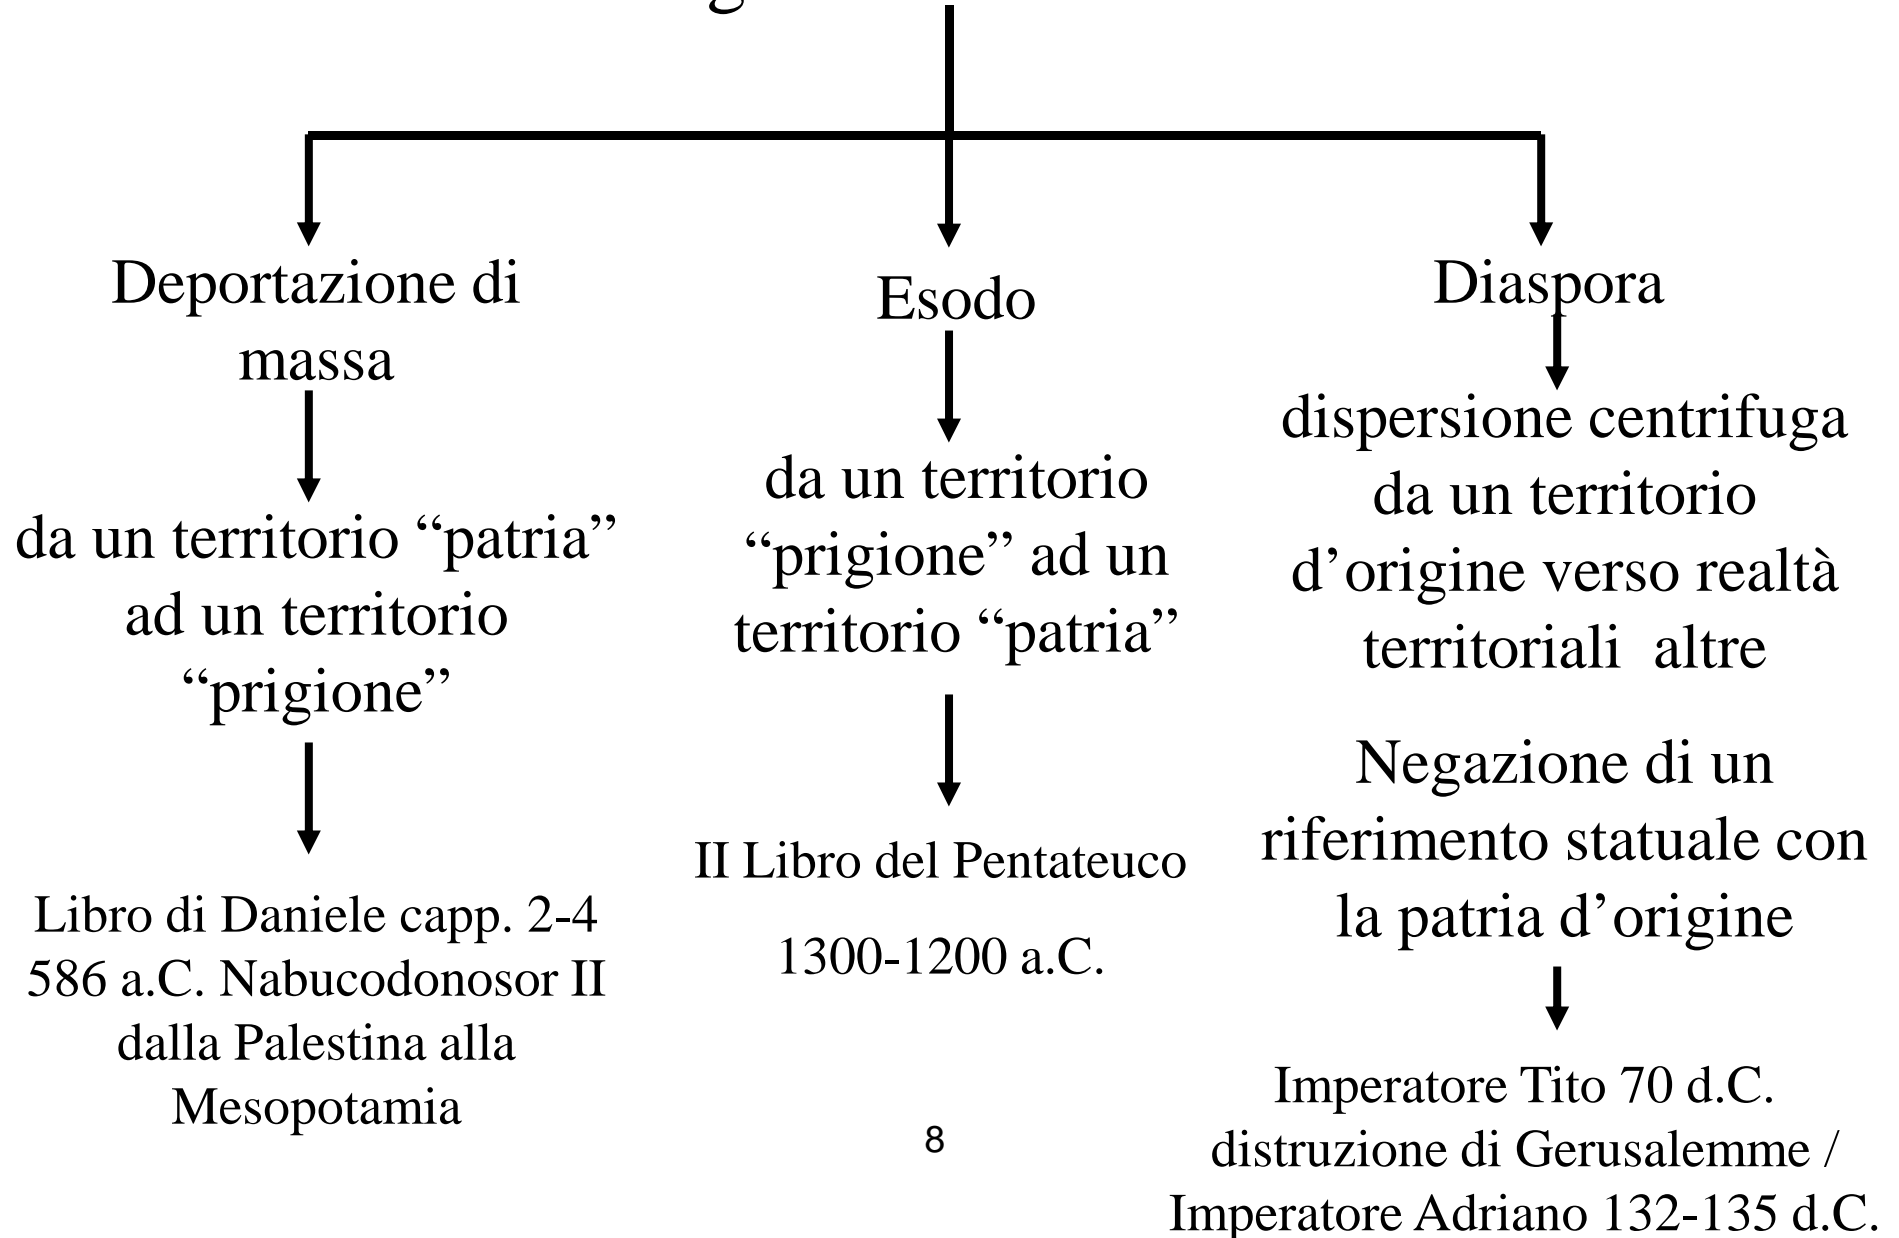 Deportazione di
massa
da un territorio “patria”
ad un territorio
“prigione”
Libro di Daniele capp. 2-4
586 a.C. Nabucodonosor II
dalla Palestina alla
Mesopotamia
Esodo
da un territorio
“prigione” ad un
territorio “patria”
II Libro del Pentateuco
1300-1200 a.C.
Diaspora
dispersione centrifuga
da un territorio
d’origine verso realtà
territoriali altre
Negazione di un
riferimento statuale con
la patria d’origine
Imperatore Tito 70 d.C.
distruzione di Gerusalemme /
Imperatore Adriano 132-135 d.C.
8